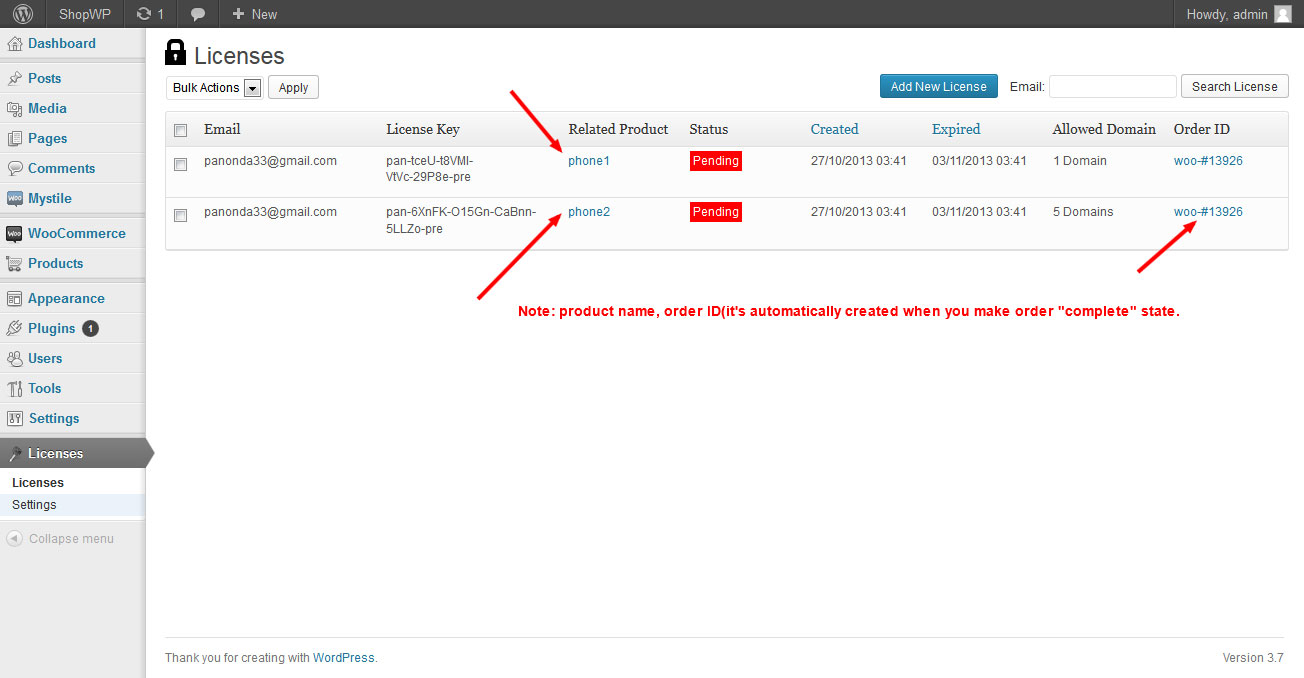 ShopWP 1 New Howdy, admin
Dashboard
Posts
Media
Pages
Comments
Mystile
WooCommerce
Products
Appearance
Plugins 1
Users
Tools
Settings
Licenses
Licenses
Settings
Collapse menu
Licenses
Bulk Actions Apply Add New License Email: Search License
Email License Key Related Product Status Created Expired Allowed Domain Order ID
panonda33@gmail.com pan-tceU-t8VMI- phone1 Pending 27/10/2013 03:41 03/11/2013 03:41 1 Domain woo-#13926
VtVc-29P8e-pre
panonda33@gmail.com pan-6XnFK-O15Gn-CaBnn- phone2 Pending 27/10/2013 03:41 03/11/2013 03:41 5 Domains woo-#13926
5LLZo-pre
Note: product name, order ID(it's automatically created when you make order "complete" state.
Thank you for creating with WordPress. Version 3.7